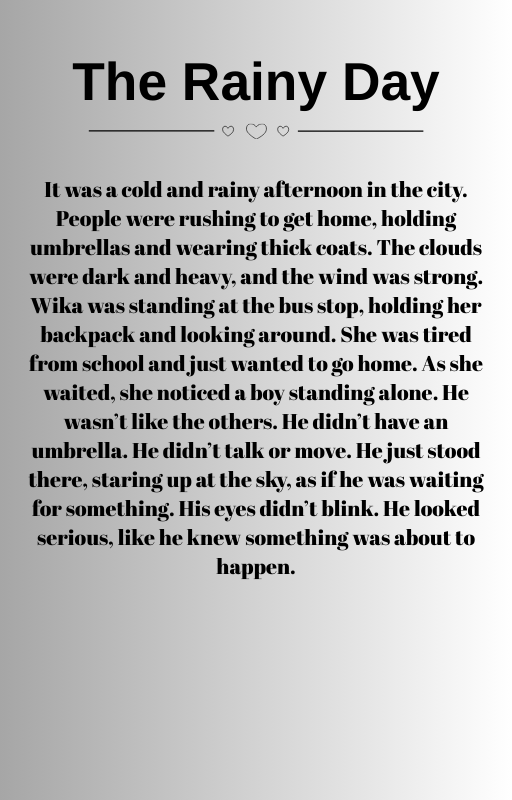 The Rainy Day
It was a cold and rainy afternoon in the city.
People were rushing to get home, holding
umbrellas and wearing thick coats. The clouds
were dark and heavy, and the wind was strong.
Wika was standing at the bus stop, holding her
backpack and looking around. She was tired
from school and just wanted to go home. As she
waited, she noticed a boy standing alone. He
wasn’t like the others. He didn’t have an
umbrella. He didn’t talk or move. He just stood
there, staring up at the sky, as if he was waiting
for something. His eyes didn’t blink. He looked
serious, like he knew something was about to
happen.